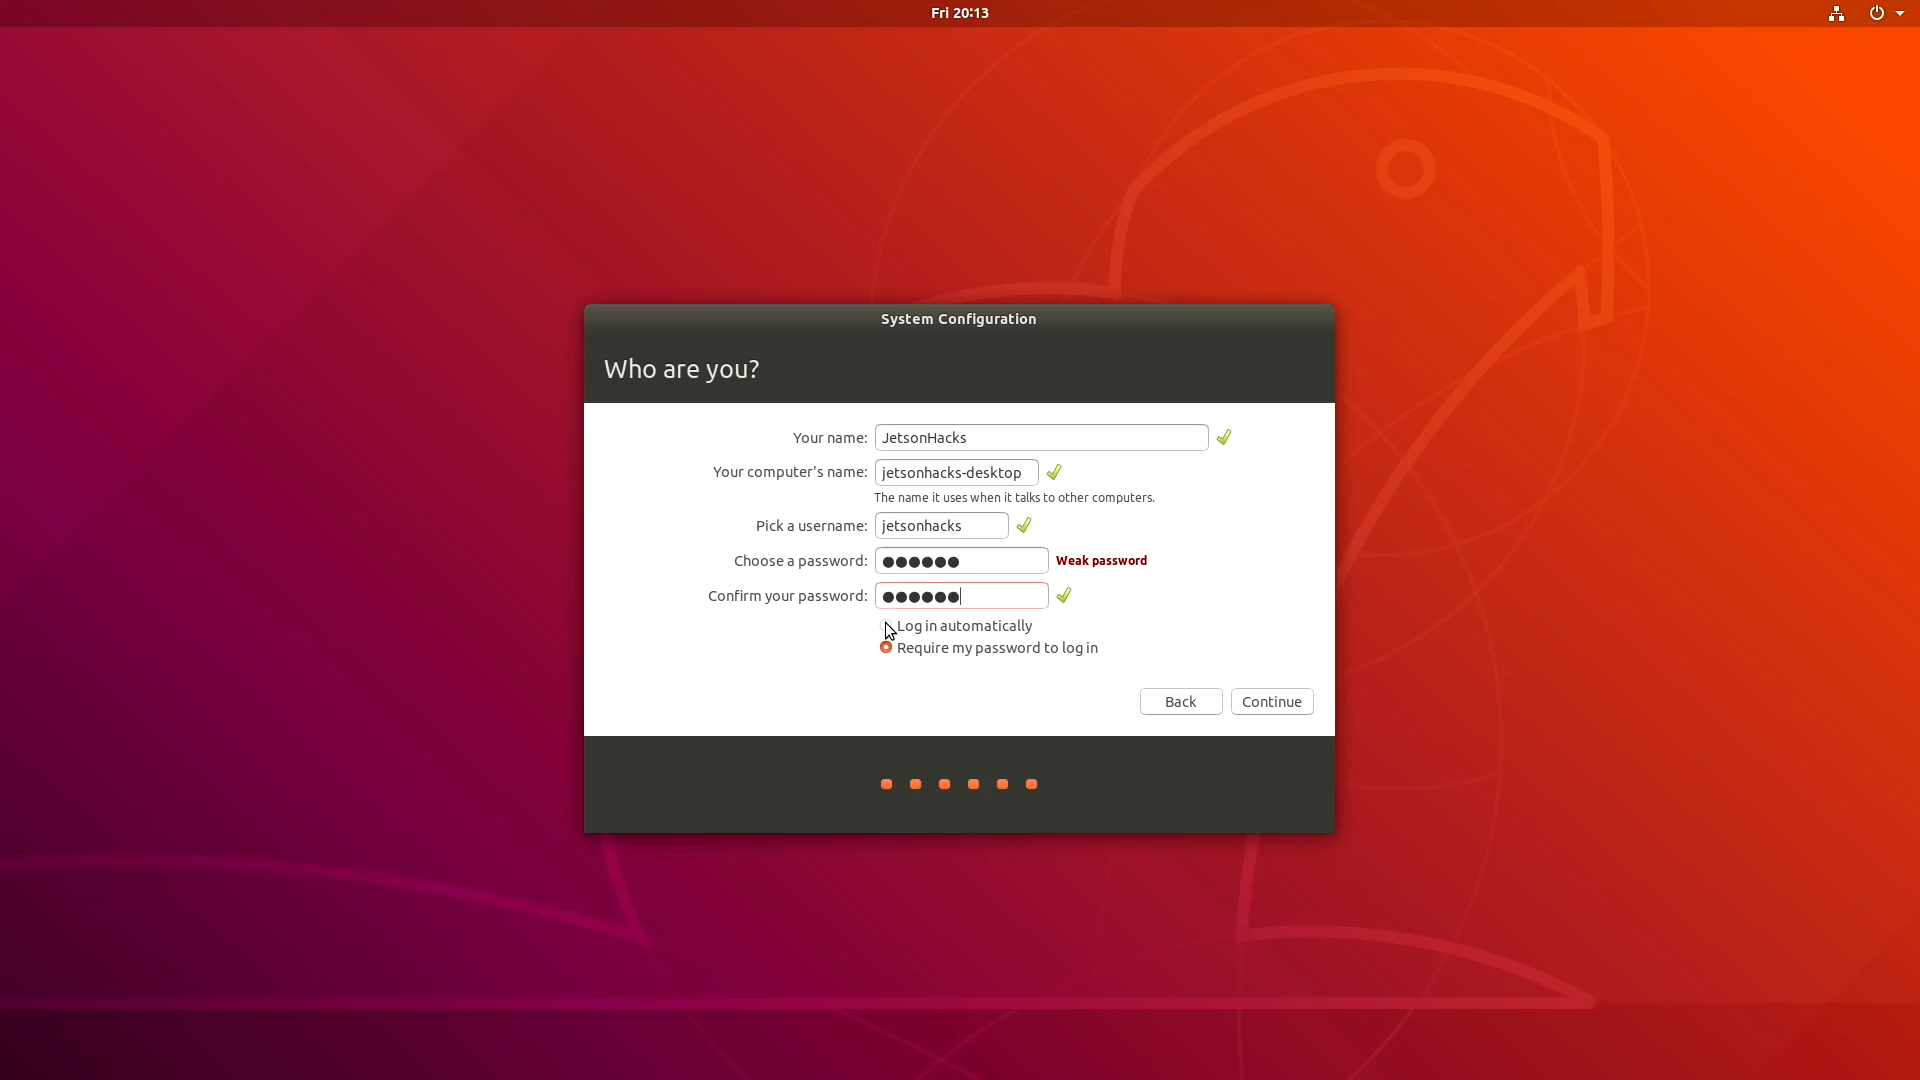 Fri 20:13
System Configuration
Who are you?
Your name: JetsonHacks
Your computer's name: jetsonhacks-desktop
The name it uses when it talks to other computers.
Pick a username: jetsonhacks
Choose a password: ●●●●●● Weak password
Confirm your password: ●●●●●●
Log in automatically
Require my password to log in
Back Continue